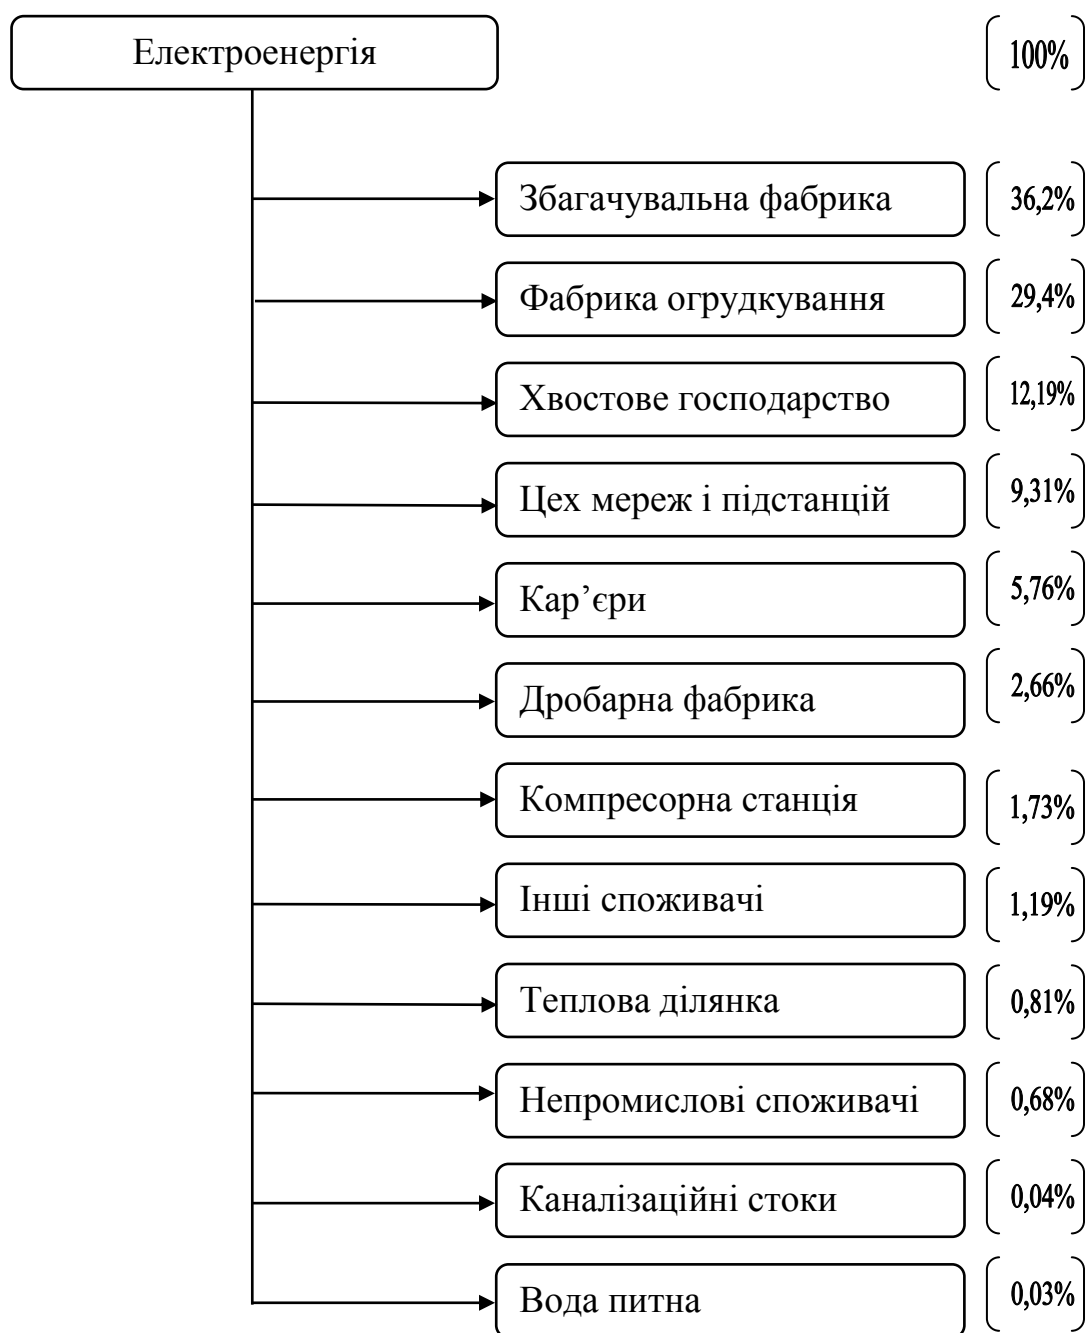 Електроенергія 100%
Збагачувальна фабрика 36,2%
Фабрика огрудкування 29,4%
Хвостове господарство 12,19%
Цех мереж і підстанцій 9,31%
Кар’єри 5,76%
Дробарна фабрика 2,66%
Компресорна станція 1,73%
Інші споживачі 1,19%
Теплова ділянка 0,81%
Непромислові споживачі 0,68%
Каналізаційні стоки 0,04%
Вода питна 0,03%